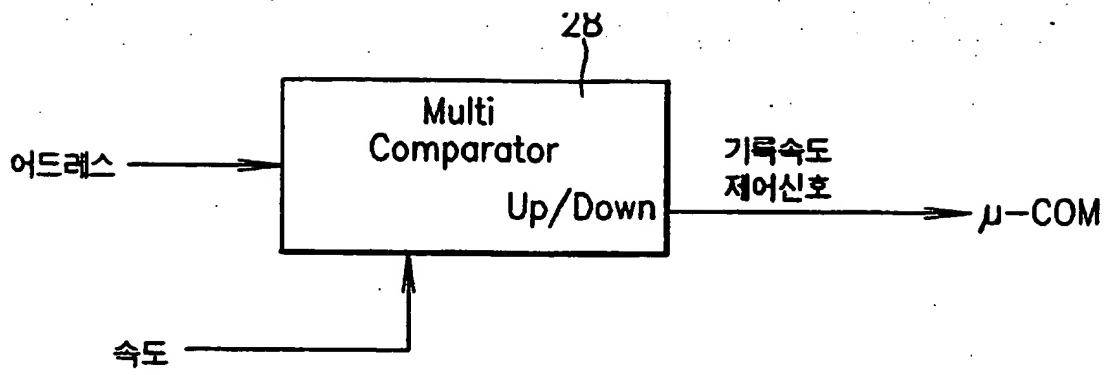 28
Multi
Comparator
어드레스
기록속도
제어신호
Up/Down
μ-COM
속도